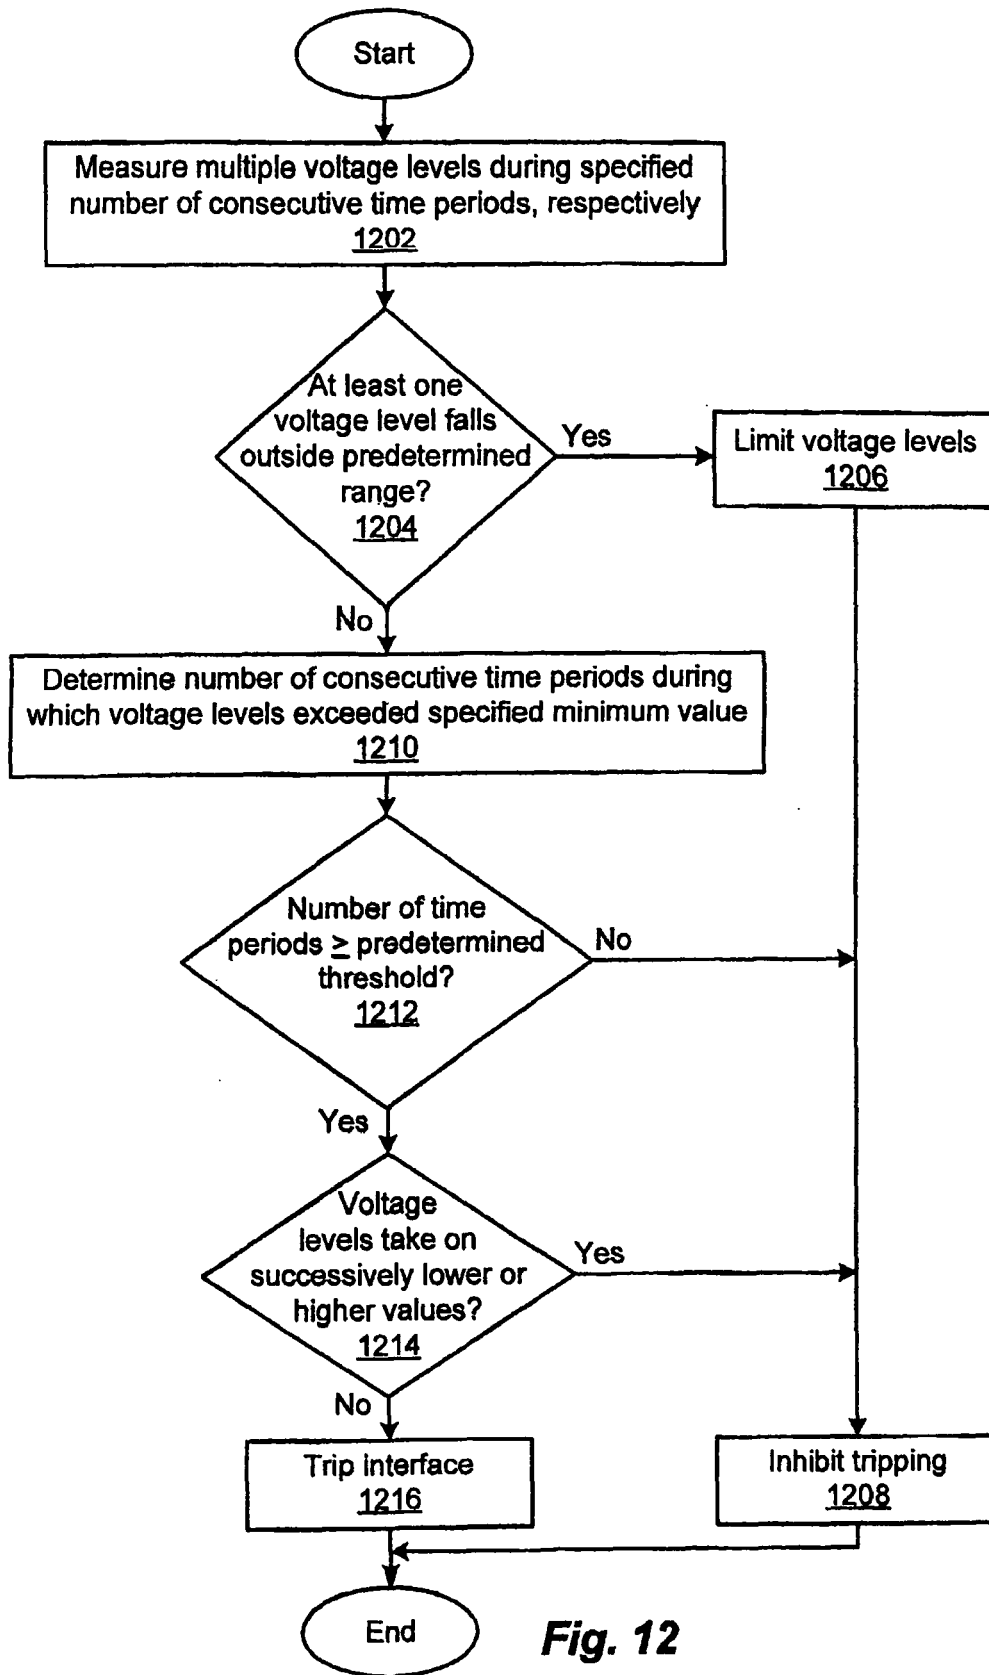 Start
Measure multiple voltage levels during specified
number of consecutive time periods, respectively
1202
At least one
voltage level falls
outside predetermined
range?
1204
Yes
Limit voltage levels
1206
No
Determine number of consecutive time periods during
which voltage levels exceeded specified minimum value
1210
Number of time
periods ≥ predetermined
threshold?
1212
No
Yes
Voltage
levels take on
successively lower or
higher values?
1214
Yes
No
Trip interface
1216
Inhibit tripping
1208
End
Fig. 12